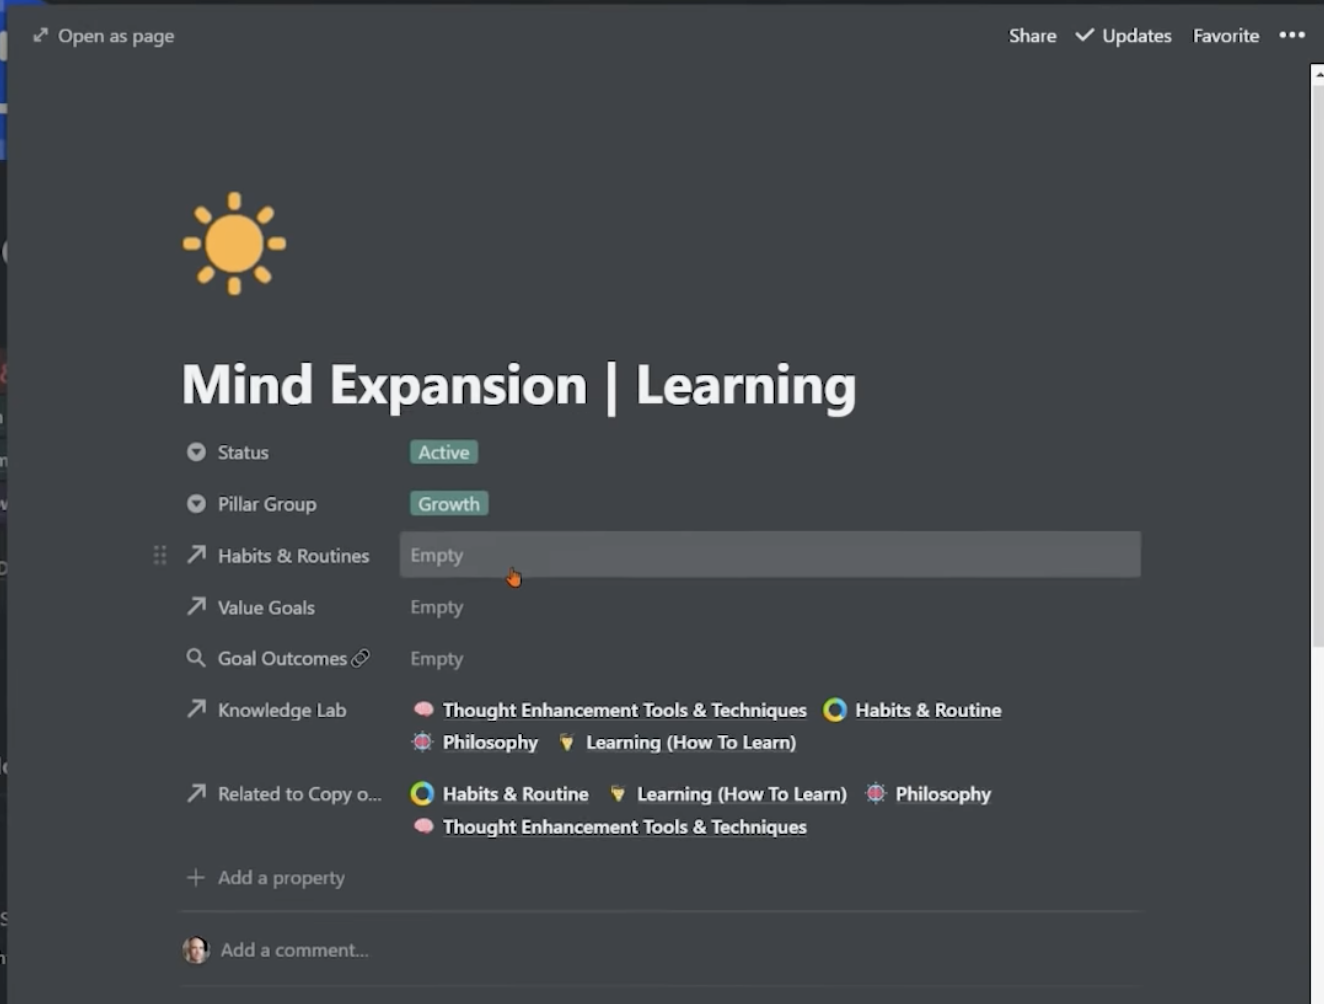 Open as page
Share Updates Favorite •••
Mind Expansion | Learning
Status Active
Pillar Group Growth
Habits & Routines Empty
Value Goals Empty
Goal Outcomes Empty
Knowledge Lab Thought Enhancement Tools & Techniques Habits & Routine
Philosophy Learning (How To Learn)
Related to Copy o... Habits & Routine Learning (How To Learn) Philosophy
Thought Enhancement Tools & Techniques
+ Add a property
Add a comment...